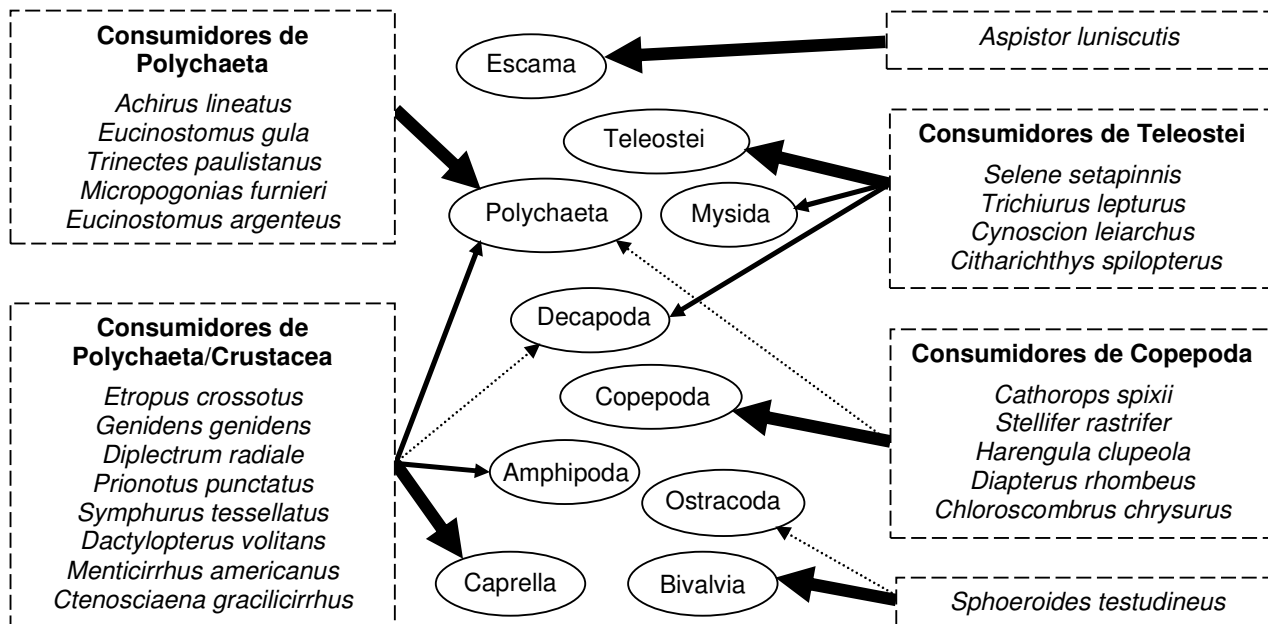 Consumidores de
Polychaeta
Achirus lineatus
Eucinostomus gula
Trinectes paulistanus
Micropogonias furnieri
Eucinostomus argenteus
Consumidores de
Polychaeta/Crustacea
Etropus crossotus
Genidens genidens
Diplectrum radiale
Prionotus punctatus
Symphurus tessellatus
Dactylopterus volitans
Menticirrhus americanus
Ctenosciaena gracilicirrhus
Escama
Teleostei
Polychaeta
Mysida
Decapoda
Copepoda
Amphipoda
Ostracoda
Caprella
Bivalvia
Aspistor luniscutis
Consumidores de Teleostei
Selene setapinnis
Trichiurus lepturus
Cynoscion leiarchus
Citharichthys spilopterus
Consumidores de Copepoda
Cathorops spixii
Stellifer rastrifer
Harengula clupeola
Diapterus rhombeus
Chloroscombrus chrysurus
Sphoeroides testudineus